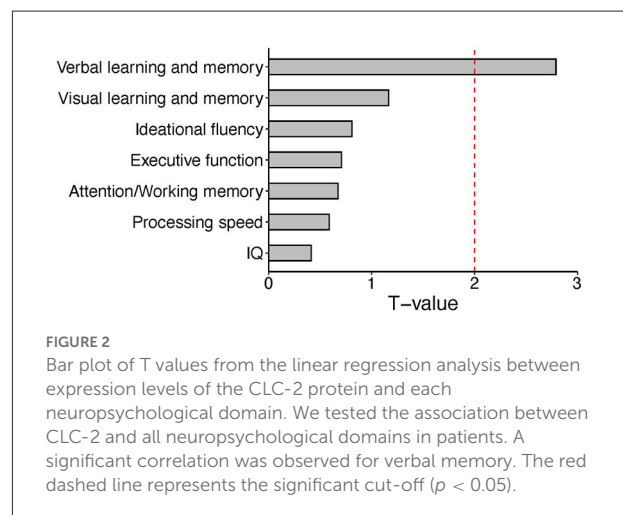 Verbal learning and memory
Visual learning and memory
Ideational fluency
Executive function
Attention/Working memory
Processing speed
IQ
0 1 2 3
T-value
FIGURE 2
Bar plot of T values from the linear regression analysis between
expression levels of the CLC-2 protein and each
neuropsychological domain. We tested the association between
CLC-2 and all neuropsychological domains in patients. A
significant correlation was observed for verbal memory. The red
dashed line represents the significant cut-off (p < 0.05).